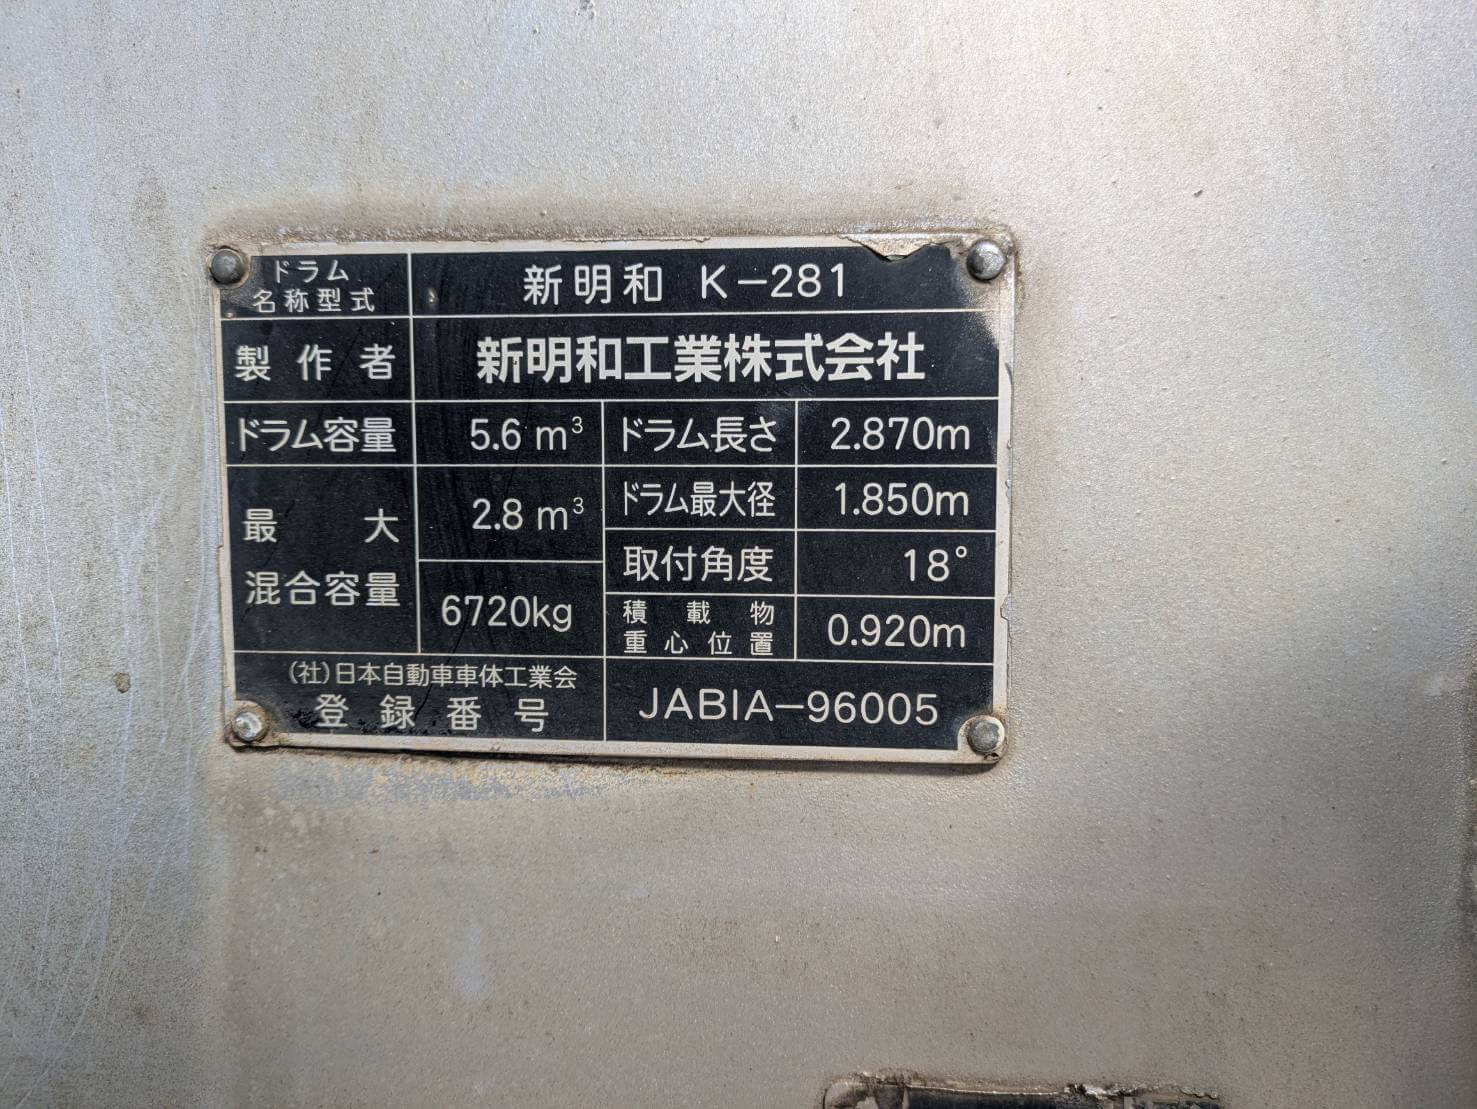 ドラム
名称型式
新明和 K-281
製作者
新明和工業株式会社
ドラム容量
5.6 m³
ドラム長さ
2.870m
最大
混合容量
2.8 m³
6720kg
ドラム最大径
1.850m
取付角度
18°
積載物
重心位置
0.920m
(社)日本自動車車体工業会
登録番号
JABIA-96005